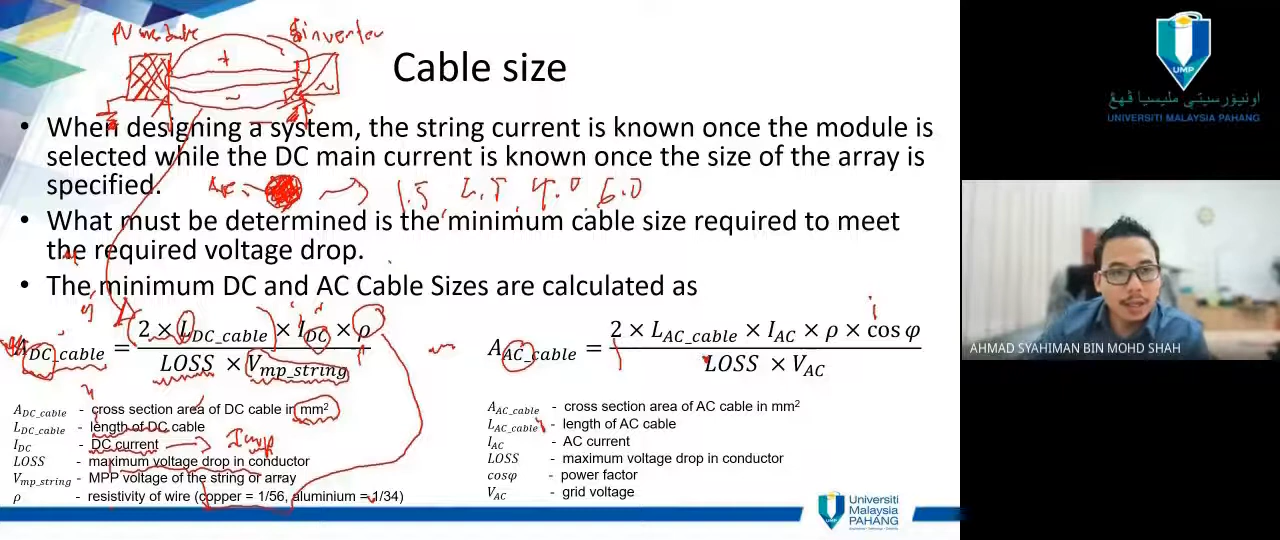 PV module
inverter
Cable size
• When designing a system, the string current is known once the module is
selected while the DC main current is known once the size of the array is
specified.
1.5, 2.5, 4.0, 6.0
• What must be determined is the minimum cable size required to meet
the required voltage drop.
• The minimum DC and AC Cable Sizes are calculated as
A_DC_cable = (2 × L_DC_cable × I_DC × ρ) / (LOSS × V_mp_string)
A_AC_cable = (2 × L_AC_cable × I_AC × ρ × cos φ) / (LOSS × V_AC)
A_DC_cable - cross section area of DC cable in mm²
L_DC_cable - length of DC cable
I_DC - DC current
Imp
LOSS - maximum voltage drop in conductor
V_mp_string - MPP voltage of the string or array
ρ - resistivity of wire (copper = 1/56, aluminium = 1/34)
A_AC_cable - cross section area of AC cable in mm²
L_AC_cable - length of AC cable
I_AC - AC current
LOSS - maximum voltage drop in conductor
cosφ - power factor
V_AC - grid voltage
UMP
Universiti
Malaysia
PAHANG
UMP
اونيۏرسيتي مليسيا ڤهڠ
UNIVERSITI MALAYSIA PAHANG
AHMAD SYAHIMAN BIN MOHD SHAH